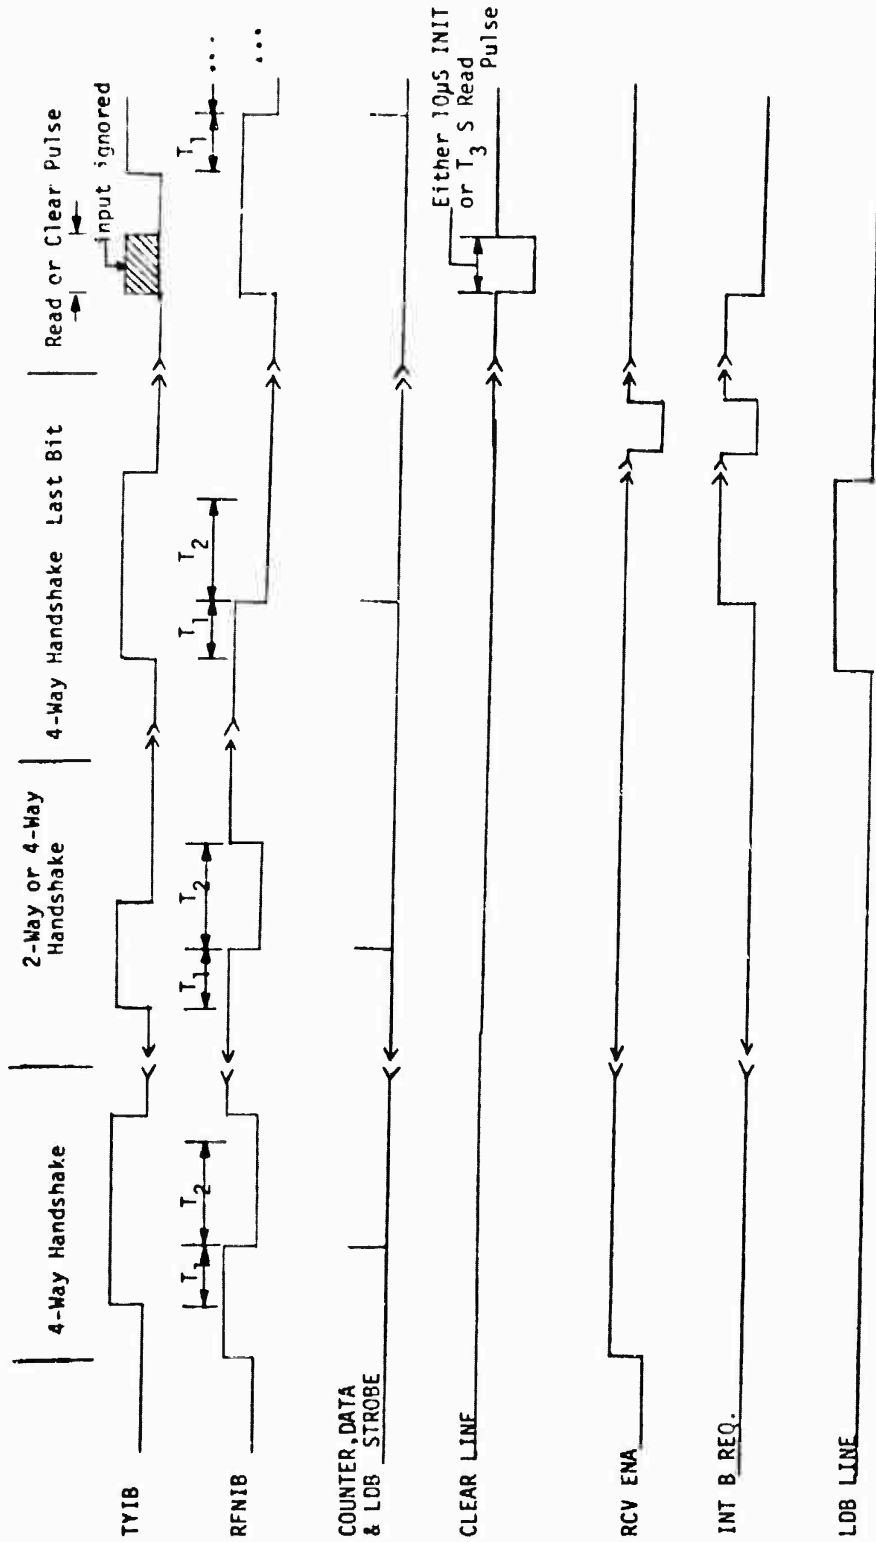 4-Way Handshake
2-Way or 4-Way
Handshake
4-Way Handshake Last Bit
Read or Clear Pulse
input ignored
TYIB
T1
T2
T1
T2
T1
T2
T1
...
RFNIB
...
COUNTER,DATA
& LDB STROBE
CLEAR LINE
Either 10µS INIT
or T3 S Read
Pulse
RCV ENA
INT B REQ.
LDB LINE